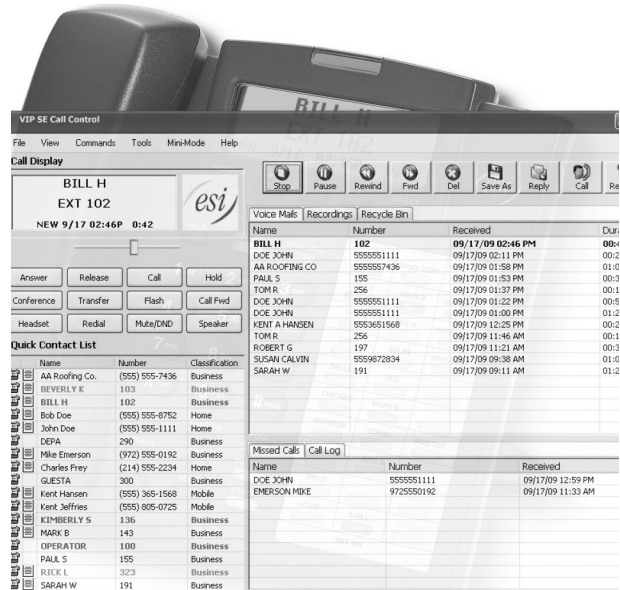 BILL H
EXT 102
VIP SE Call Control
File View Commands Tools Mini-Mode Help
Call Display
BILL H
EXT 102
NEW 9/17 02:46P 0:42
esi
Stop Pause Rewind Fwd Del Save As Reply Call
Answer Release Call Hold
Conference Transfer Flash Call Fwd
Headset Redial Mute/DND Speaker
Voice Mails Recordings Recycle Bin
Name Number Received
BILL H 102 09/17/09 02:46 PM
DOE JOHN 5555551111 09/17/09 02:11 PM
AA ROOFING CO 5555557436 09/17/09 01:58 PM
PAUL S 155 09/17/09 01:53 PM
TOM R 256 09/17/09 01:37 PM
DOE JOHN 5555551111 09/17/09 01:22 PM
DOE JOHN 5555551111 09/17/09 01:00 PM
KENT A HANSEN 5553651568 09/17/09 12:25 PM
TOM R 256 09/17/09 11:46 AM
ROBERT G 197 09/17/09 11:21 AM
SUSAN CALVIN 5559872834 09/17/09 09:38 AM
SARAH W 191 09/17/09 09:11 AM
Quick Contact List
Name Number Classification
AA Roofing Co. (555) 555-7436 Business
BEVERLY K 103 Business
BILL H 102 Business
Bob Doe (555) 555-8752 Home
John Doe (555) 555-1111 Home
DEPA 290 Business
Mike Emerson (972) 555-0192 Business
Charles Frey (214) 555-2234 Home
GUESTA 300 Business
Kent Hansen (555) 365-1568 Mobile
Kent Jeffries (555) 805-0725 Mobile
KIMBERLY S 136 Business
MARK B 143 Business
OPERATOR 100 Business
PAUL S 155 Business
RICK L 323 Business
SARAH W 191 Business
Missed Calls Call Log
Name Number Received
DOE JOHN 5555551111 09/17/09 12:59 PM
EMERSON MIKE 9725550192 09/17/09 11:33 AM